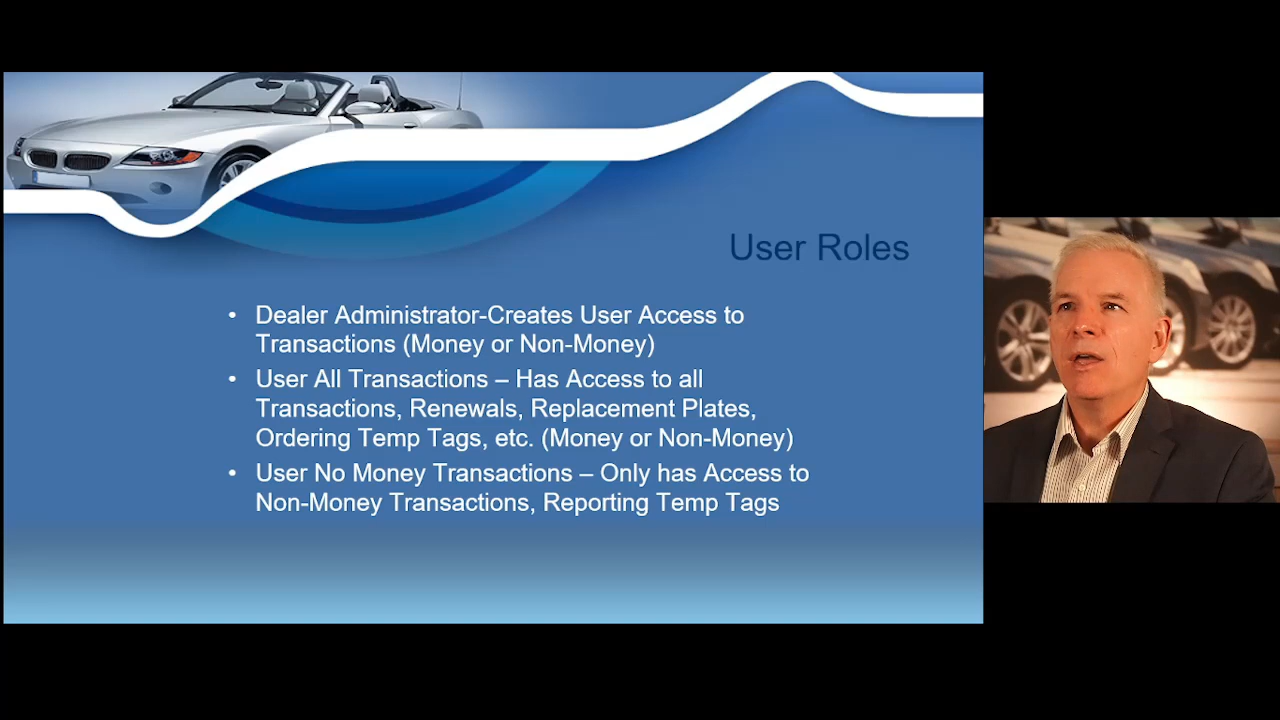 User Roles
• Dealer Administrator-Creates User Access to
Transactions (Money or Non-Money)
• User All Transactions – Has Access to all
Transactions, Renewals, Replacement Plates,
Ordering Temp Tags, etc. (Money or Non-Money)
• User No Money Transactions – Only has Access to
Non-Money Transactions, Reporting Temp Tags